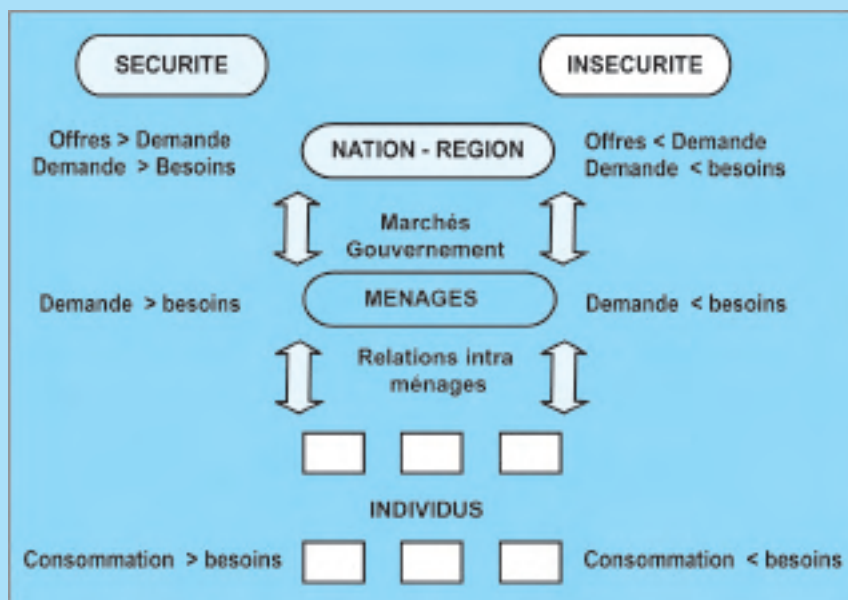 SECURITE
INSECURITE
Offres > Demande
Demande > Besoins
NATION - REGION
Offres < Demande
Demande < besoins
Marchés
Gouvernement
Demande > besoins
MENAGES
Demande < besoins
Relations intra
ménages
INDIVIDUS
Consommation > besoins
Consommation < besoins